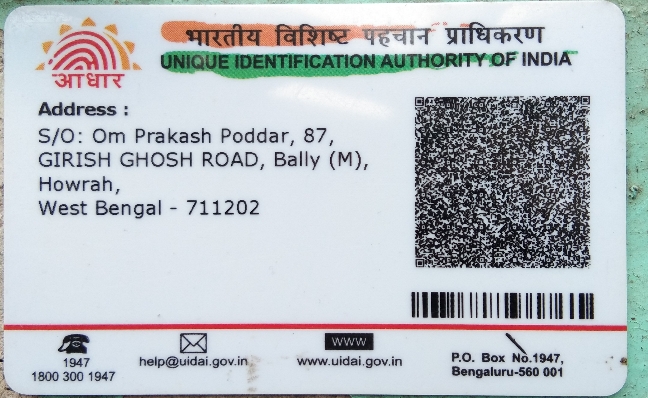 भारतीय विशिष्ट पहचान प्राधिकरण
UNIQUE IDENTIFICATION AUTHORITY OF INDIA
आधार
Address :
S/O: Om Prakash Poddar, 87,
GIRISH GHOSH ROAD, Bally (M),
Howrah,
West Bengal - 711202
1947
1800 300 1947
help@uidai.gov.in
WWW
www.uidai.gov.in
P.O. Box No.1947,
Bengaluru-560 001